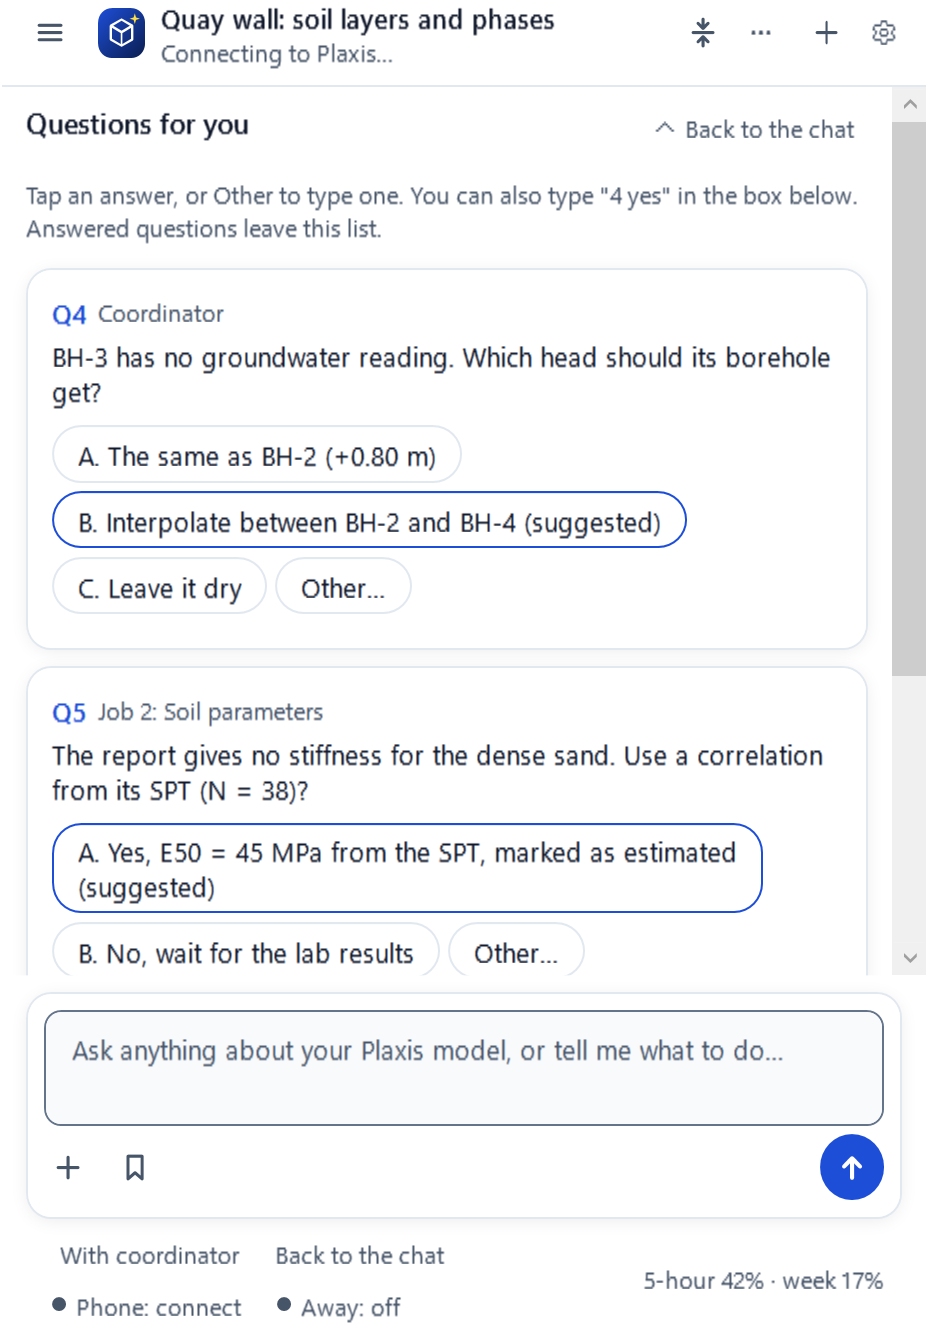 Quay wall: soil layers and phases
Connecting to Plaxis...
Questions for you
Back to the chat
Tap an answer, or Other to type one. You can also type "4 yes" in the box below.
Answered questions leave this list.
Q4 Coordinator
BH-3 has no groundwater reading. Which head should its borehole
get?
A. The same as BH-2 (+0.80 m)
B. Interpolate between BH-2 and BH-4 (suggested)
C. Leave it dry
Other...
Q5 Job 2: Soil parameters
The report gives no stiffness for the dense sand. Use a correlation
from its SPT (N = 38)?
A. Yes, E50 = 45 MPa from the SPT, marked as estimated
(suggested)
B. No, wait for the lab results
Other...
Ask anything about your Plaxis model, or tell me what to do...
With coordinator
Back to the chat
5-hour 42% · week 17%
Phone: connect
Away: off